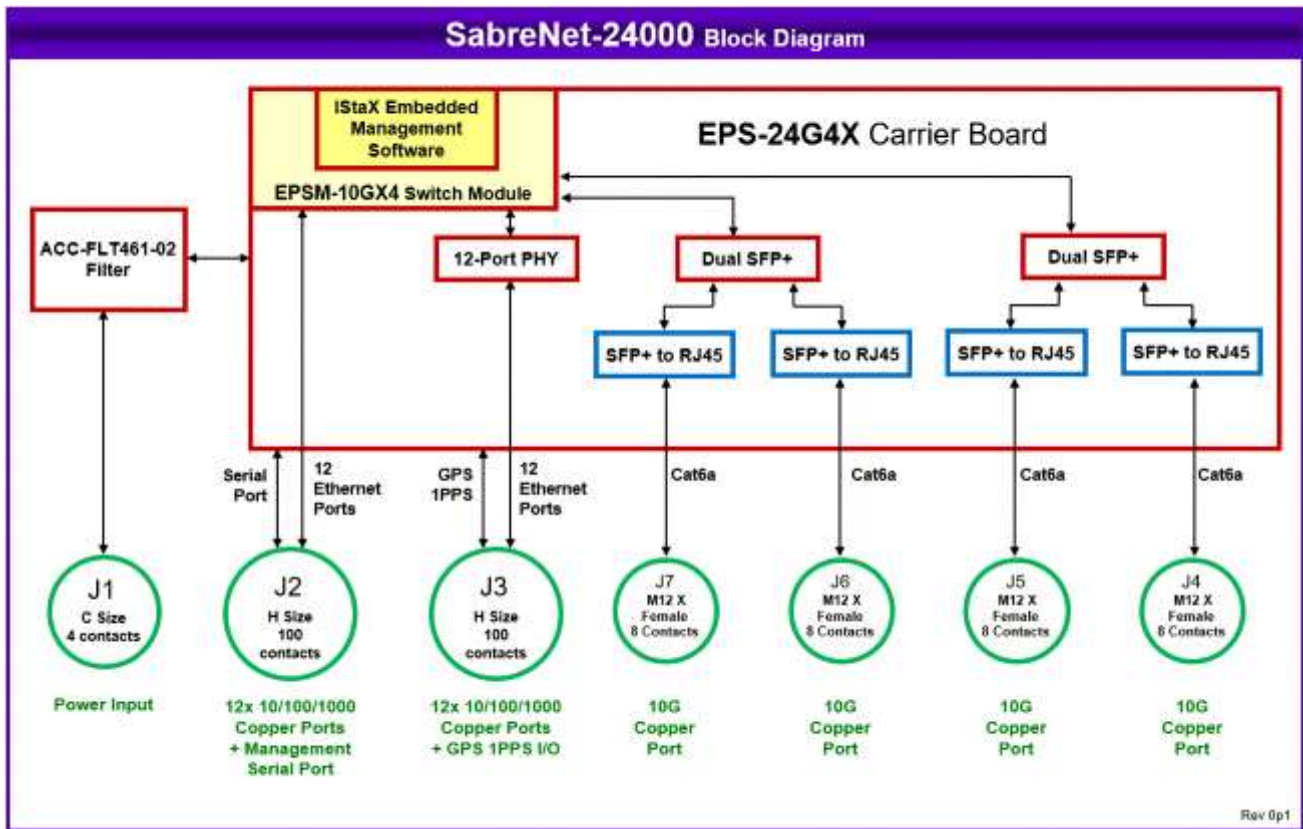 SabreNet-24000 Block Diagram
IStaX Embedded
Management
Software
EPSM-10GX4 Switch Module
EPS-24G4X Carrier Board
ACC-FLT461-02
Filter
12-Port PHY
Dual SFP+
Dual SFP+
SFP+ to RJ45
SFP+ to RJ45
SFP+ to RJ45
SFP+ to RJ45
Serial
Port
12
Ethernet
Ports
GPS
1PPS
12
Ethernet
Ports
Cat6a
Cat6a
Cat6a
Cat6a
J1
C Size
4 contacts
J2
H Size
100
contacts
J3
H Size
100
contacts
J7
M12 X
Female
8 Contacts
J6
M12 X
Female
8 Contacts
J5
M12 X
Female
8 Contacts
J4
M12 X
Female
8 Contacts
Power Input
12x 10/100/1000
Copper Ports
+ Management
Serial Port
12x 10/100/1000
Copper Ports
+ GPS 1PPS I/O
10G
Copper
Port
10G
Copper
Port
10G
Copper
Port
10G
Copper
Port
Rev 0p1